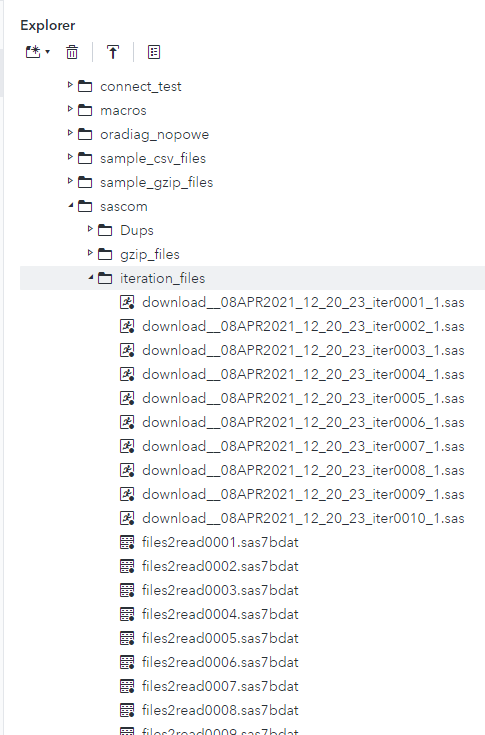 Explorer
connect_test
macros
oradiag_nopowe
sample_csv_files
sample_gzip_files
sascom
Dups
gzip_files
iteration_files
download__08APR2021_12_20_23_iter0001_1.sas
download__08APR2021_12_20_23_iter0002_1.sas
download__08APR2021_12_20_23_iter0003_1.sas
download__08APR2021_12_20_23_iter0004_1.sas
download__08APR2021_12_20_23_iter0005_1.sas
download__08APR2021_12_20_23_iter0006_1.sas
download__08APR2021_12_20_23_iter0007_1.sas
download__08APR2021_12_20_23_iter0008_1.sas
download__08APR2021_12_20_23_iter0009_1.sas
download__08APR2021_12_20_23_iter0010_1.sas
files2read0001.sas7bdat
files2read0002.sas7bdat
files2read0003.sas7bdat
files2read0004.sas7bdat
files2read0005.sas7bdat
files2read0006.sas7bdat
files2read0007.sas7bdat
files2read0008.sas7bdat
files2read0009.sas7bdat